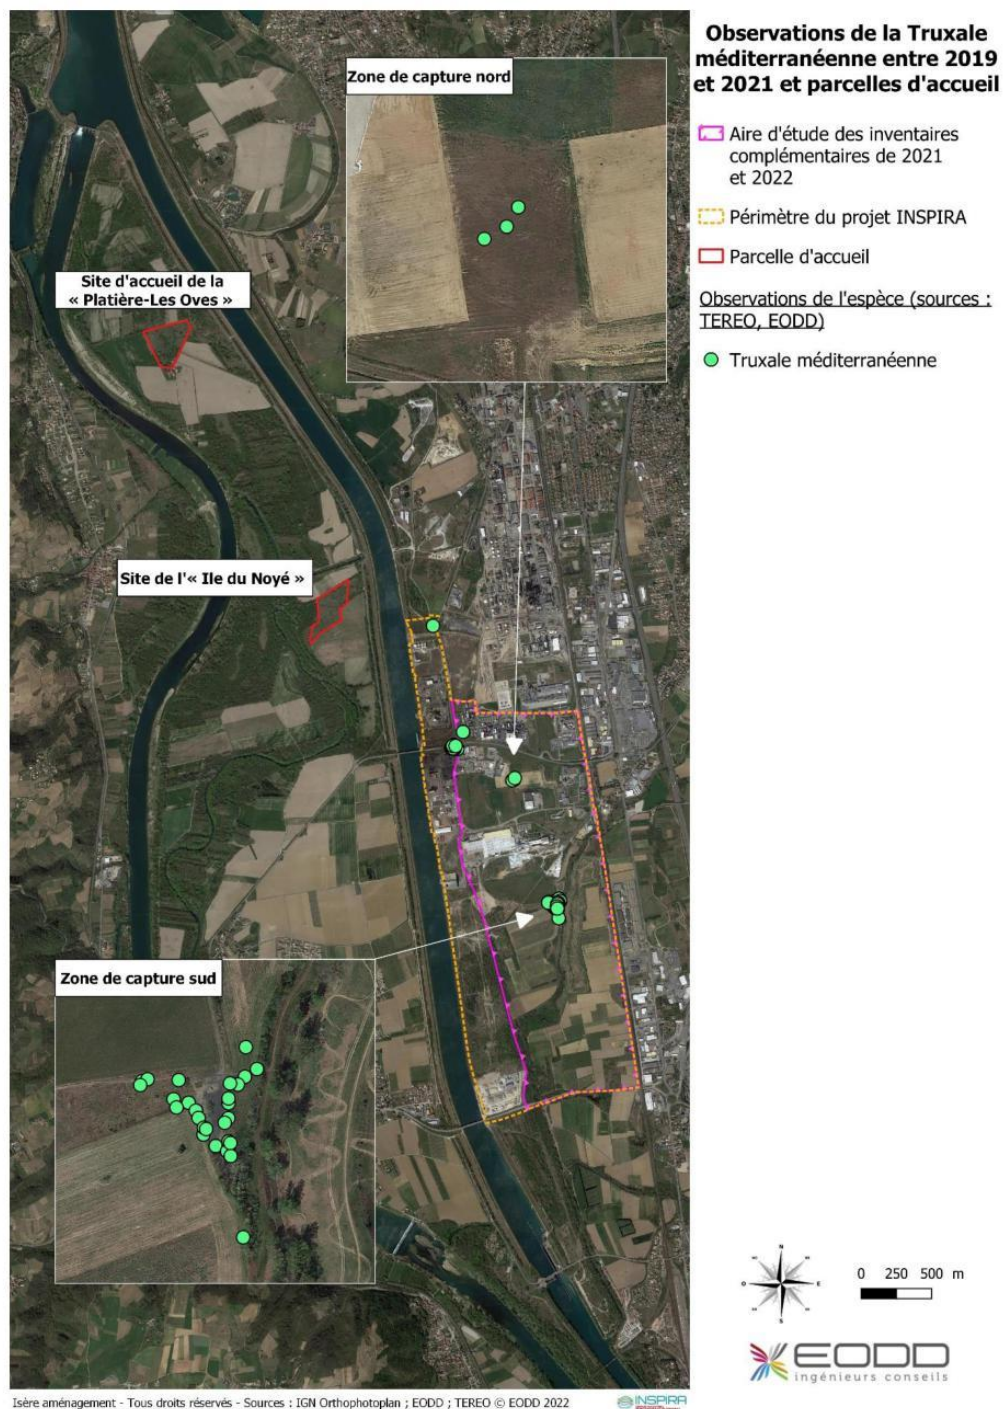 Observations de la Truxale
méditerranéenne entre 2019
et 2021 et parcelles d'accueil
Aire d'étude des inventaires
complémentaires de 2021
et 2022
Périmètre du projet INSPIRA
Parcelle d'accueil
Observations de l'espèce (sources :
TEREO, EODD)
Truxale méditerranéenne
Zone de capture nord
Site d'accueil de la
« Platière-Les Oves »
Site de l'« Ile du Noyé »
Zone de capture sud
N
O
E
S
0 250 500 m
EODD
ingénieurs conseils
Isère aménagement - Tous droits réservés - Sources : IGN Orthophotoplan ; EODD ; TEREO © EODD 2022
INSPIRA